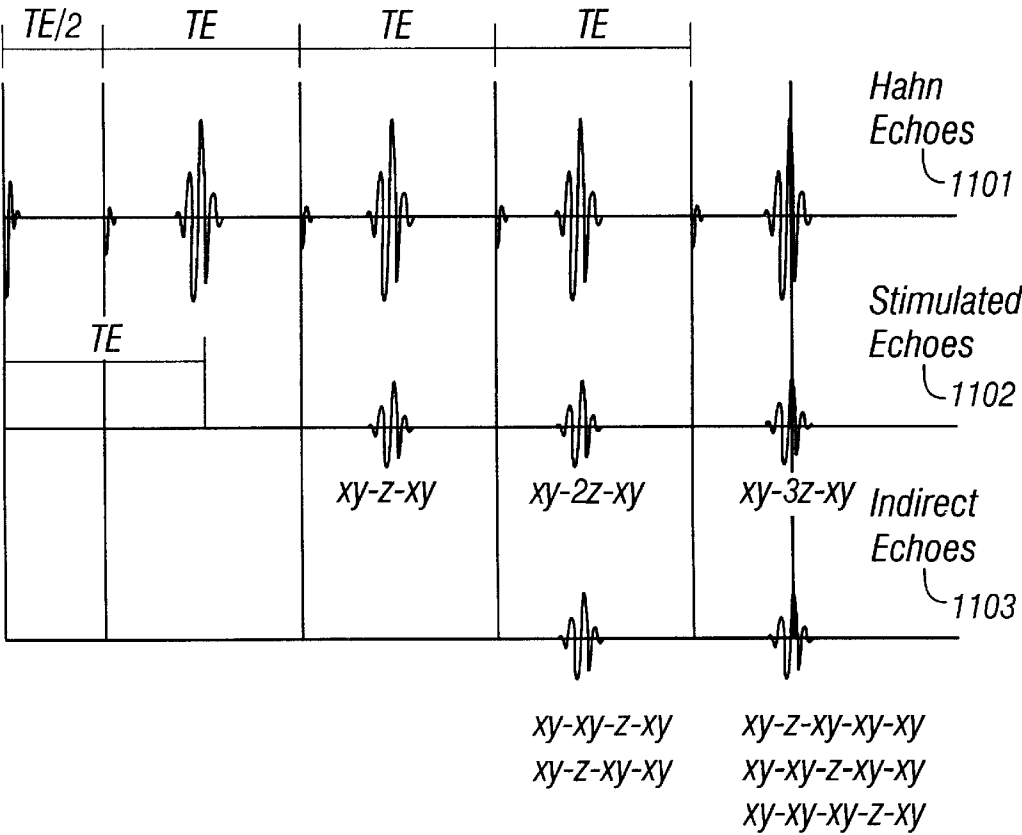 TE/2 TE TE TE
Hahn
Echoes
1101
Stimulated
Echoes
1102
TE
xy-z-xy xy-2z-xy xy-3z-xy
Indirect
Echoes
1103
xy-xy-z-xy xy-z-xy-xy-xy
xy-z-xy-xy xy-xy-z-xy-xy
xy-xy-xy-z-xy